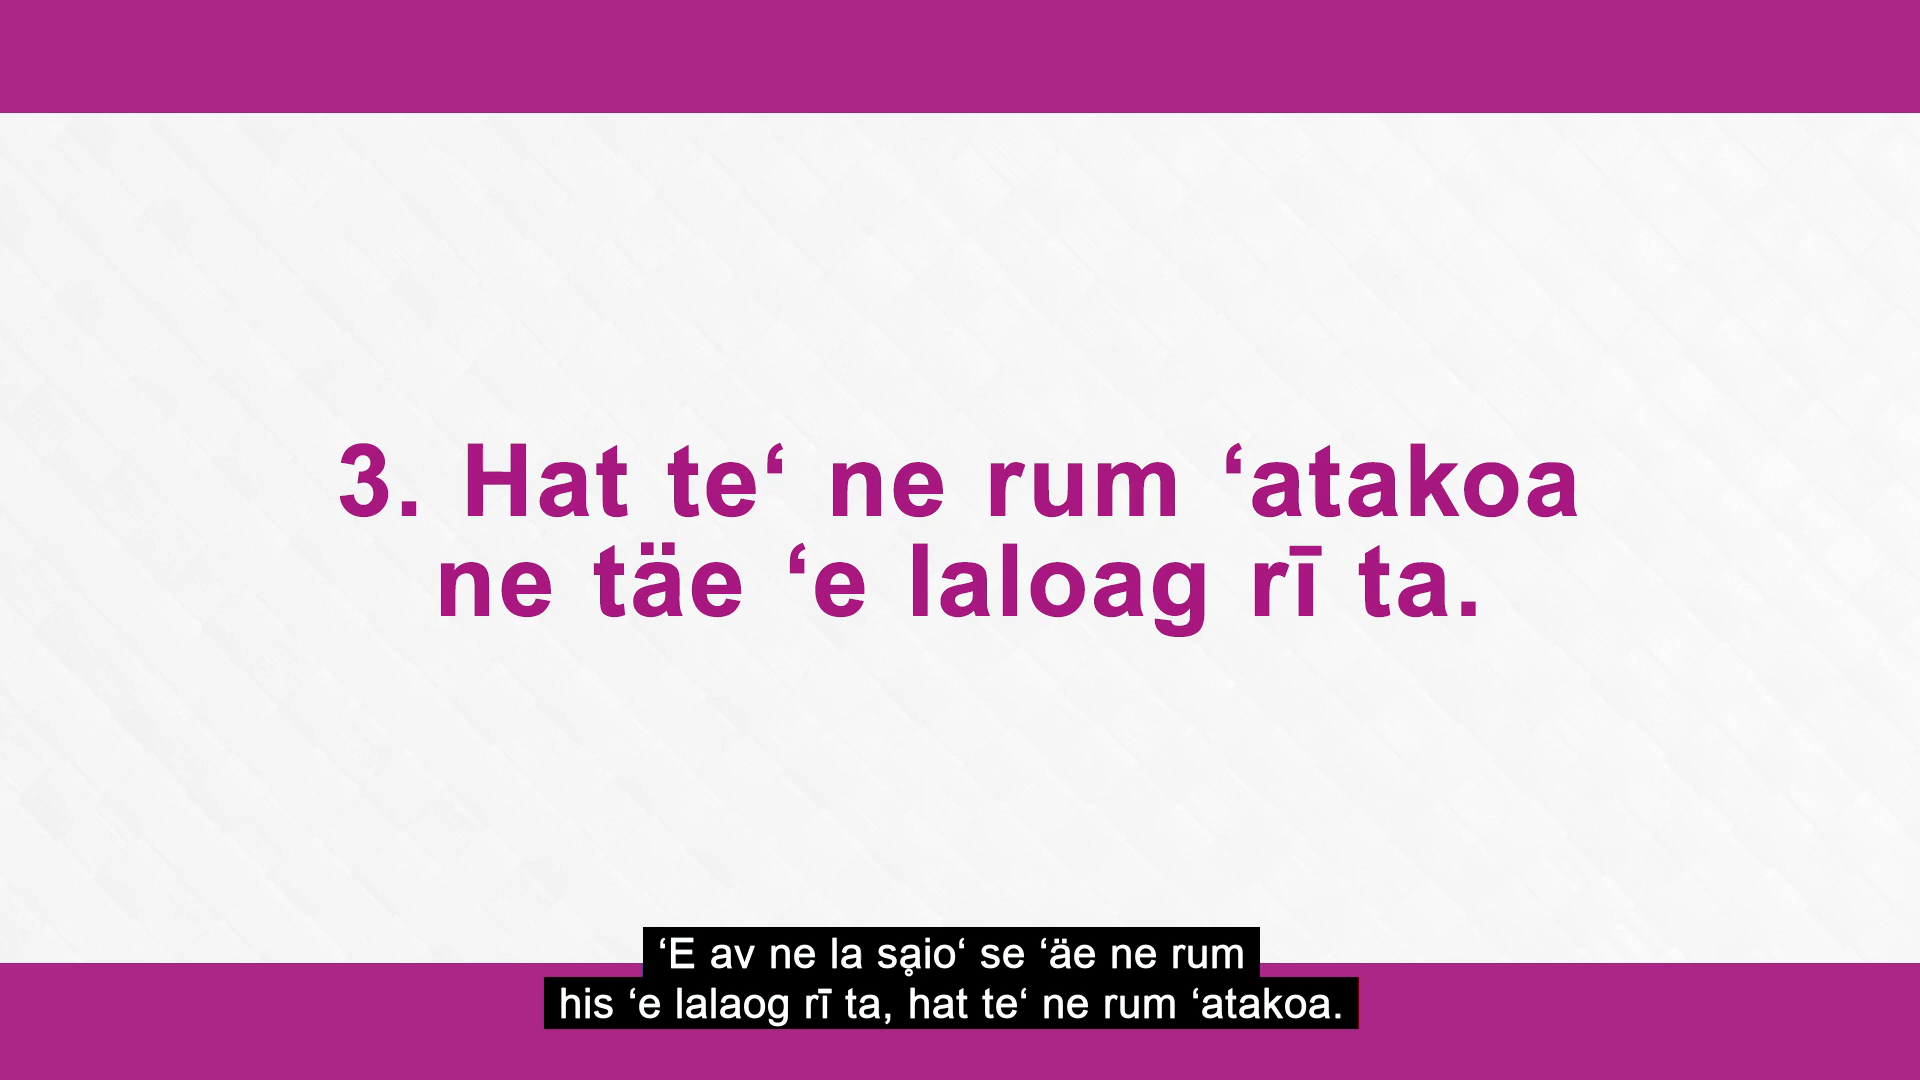 3. Hat te‘ ne rum ‘atakoa
ne täe ‘e laloag rī ta.
‘E av ne la sḁio‘ se ‘äe ne rum
his ‘e lalaog rī ta, hat te‘ ne rum ‘atakoa.